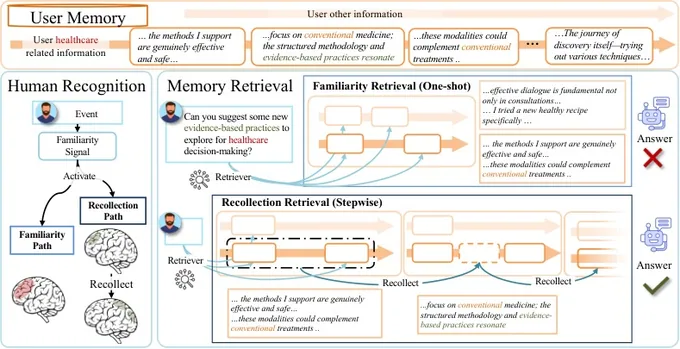 User Memory
User other information
User healthcare
related information
… the methods I support
are genuinely effective
and safe…
…focus on conventional medicine;
the structured methodology and
evidence-based practices resonate
…these modalities could
complement conventional
treatments ..
...
…The journey of
discovery itself—trying
out various techniques…
Human Recognition
Event
Familiarity
Signal
Activate
Recollection
Path
Familiarity
Path
Recollect
Memory Retrieval
Can you suggest some new
evidence-based practices to
explore for healthcare
decision-making?
Retriever
Familiarity Retrieval (One-shot)
…effective dialogue is fundamental not
only in consultations…
… I tried a new healthy recipe
specifically …
… the methods I support are genuinely
effective and safe…
…these modalities could complement
conventional treatments ..
Answer
Recollection Retrieval (Stepwise)
Retriever
Recollect
Recollect
… the methods I support are genuinely
effective and safe…
…these modalities could complement
conventional treatments ..
…focus on conventional medicine; the
structured methodology and evidence-
based practices resonate
Answer